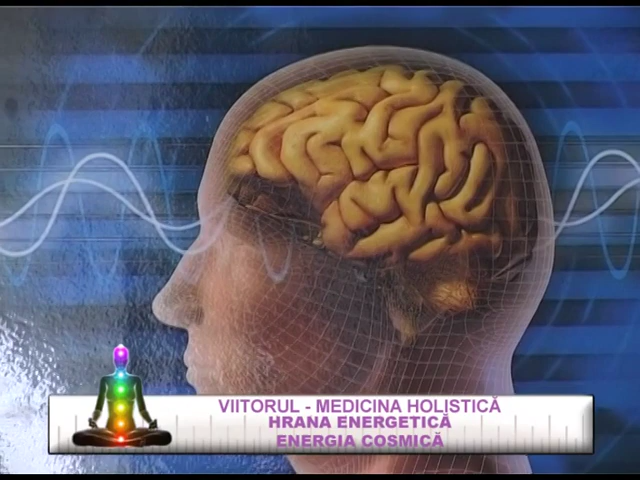 VIITORUL - MEDICINA HOLISTICĂ
HRANA ENERGETICĂ
ENERGIA COSMICĂ